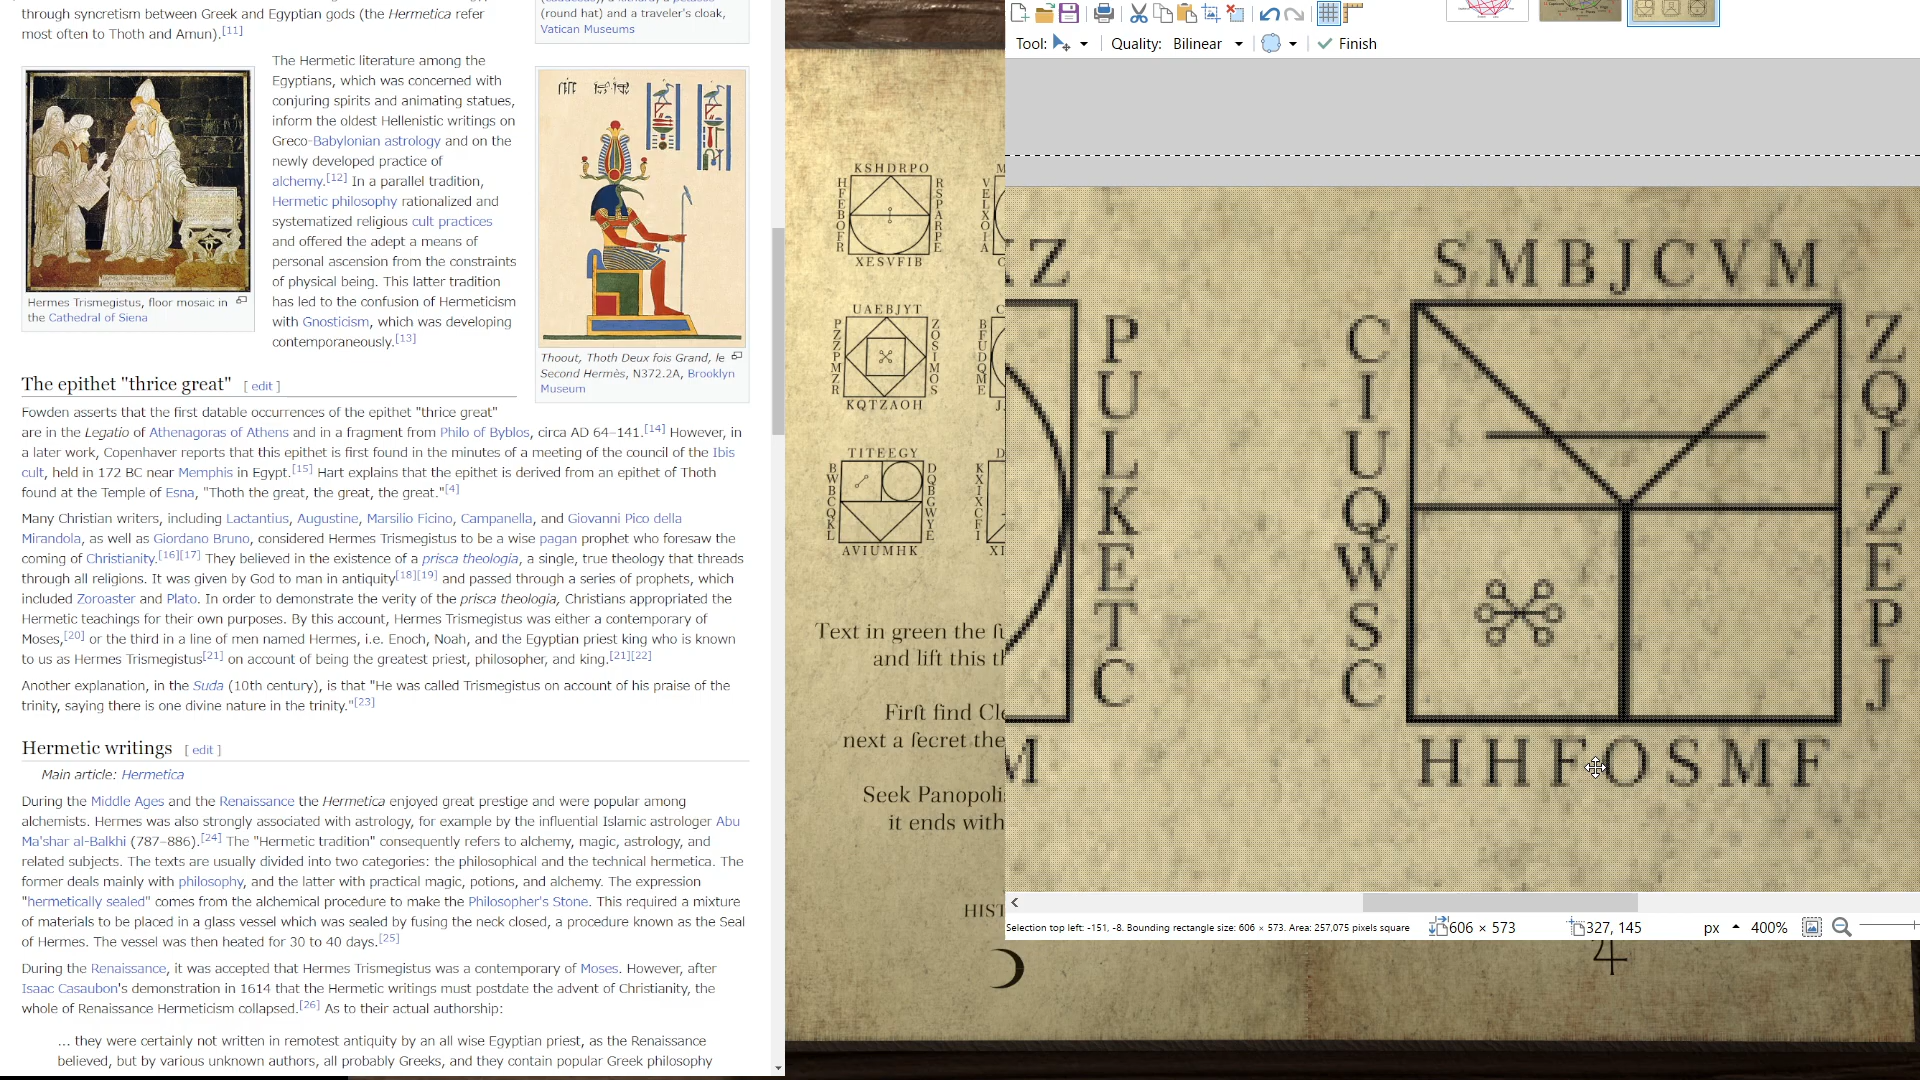 through syncretism between Greek and Egyptian gods (the Hermetica refer
most often to Thoth and Amun).[11]
(round hat) and a traveler's cloak,
Vatican Museums
The Hermetic literature among the
Egyptians, which was concerned with
conjuring spirits and animating statues,
inform the oldest Hellenistic writings on
Greco-Babylonian astrology and on the
newly developed practice of
alchemy.[12] In a parallel tradition,
Hermetic philosophy rationalized and
systematized religious cult practices
and offered the adept a means of
personal ascension from the constraints
of physical being. This latter tradition
has led to the confusion of Hermeticism
with Gnosticism, which was developing
contemporaneously.[13]
Hermes Trismegistus, floor mosaic in
the Cathedral of Siena
Thoout, Thoth Deux fois Grand, le
Second Hermès, N372.2A, Brooklyn
Museum
The epithet "thrice great" [ edit ]
Fowden asserts that the first datable occurrences of the epithet "thrice great"
are in the Legatio of Athenagoras of Athens and in a fragment from Philo of Byblos, circa AD 64–141.[14] However, in
a later work, Copenhaver reports that this epithet is first found in the minutes of a meeting of the council of the Ibis
cult, held in 172 BC near Memphis in Egypt.[15] Hart explains that the epithet is derived from an epithet of Thoth
found at the Temple of Esna, "Thoth the great, the great, the great."[4]
Many Christian writers, including Lactantius, Augustine, Marsilio Ficino, Campanella, and Giovanni Pico della
Mirandola, as well as Giordano Bruno, considered Hermes Trismegistus to be a wise pagan prophet who foresaw the
coming of Christianity.[16][17] They believed in the existence of a prisca theologia, a single, true theology that threads
through all religions. It was given by God to man in antiquity[18][19] and passed through a series of prophets, which
included Zoroaster and Plato. In order to demonstrate the verity of the prisca theologia, Christians appropriated the
Hermetic teachings for their own purposes. By this account, Hermes Trismegistus was either a contemporary of
Moses,[20] or the third in a line of men named Hermes, i.e. Enoch, Noah, and the Egyptian priest king who is known
to us as Hermes Trismegistus[21] on account of being the greatest priest, philosopher, and king.[21][22]
Another explanation, in the Suda (10th century), is that "He was called Trismegistus on account of his praise of the
trinity, saying there is one divine nature in the trinity."[23]
Hermetic writings [ edit ]
Main article: Hermetica
During the Middle Ages and the Renaissance the Hermetica enjoyed great prestige and were popular among
alchemists. Hermes was also strongly associated with astrology, for example by the influential Islamic astrologer Abu
Ma'shar al-Balkhi (787–886).[24] The "Hermetic tradition" consequently refers to alchemy, magic, astrology, and
related subjects. The texts are usually divided into two categories: the philosophical and the technical hermetica. The
former deals mainly with philosophy, and the latter with practical magic, potions, and alchemy. The expression
"hermetically sealed" comes from the alchemical procedure to make the Philosopher's Stone. This required a mixture
of materials to be placed in a glass vessel which was sealed by fusing the neck closed, a procedure known as the Seal
of Hermes. The vessel was then heated for 30 to 40 days.[25]
During the Renaissance, it was accepted that Hermes Trismegistus was a contemporary of Moses. However, after
Isaac Casaubon's demonstration in 1614 that the Hermetic writings must postdate the advent of Christianity, the
whole of Renaissance Hermeticism collapsed.[26] As to their actual authorship:
... they were certainly not written in remotest antiquity by an all wise Egyptian priest, as the Renaissance
believed, but by various unknown authors, all probably Greeks, and they contain popular Greek philosophy
KSHDRPO
HFEBOFR
RSPARPE
XESVFIB
VELXOIA
UAEBJYT
PZZPMZR
ZOSIMOS
KQTZAOH
BFUDQME
TITEEGY
BWBCQKL
DQBGWYE
AVIUMHK
KXIXCFI
Text in green the
and lift this
Firſt find
next a ſecret the
Seek
it ends with
Tool:
Quality: Bilinear
Finish
Z
PULKETC
M
SMBJCVM
CIUQWSC
ZQIZEPJ
HHFOSMF
Selection top left: -151, -8. Bounding rectangle size: 606 × 573. Area: 257,075 pixels square
606 × 573
327, 145
px
400%